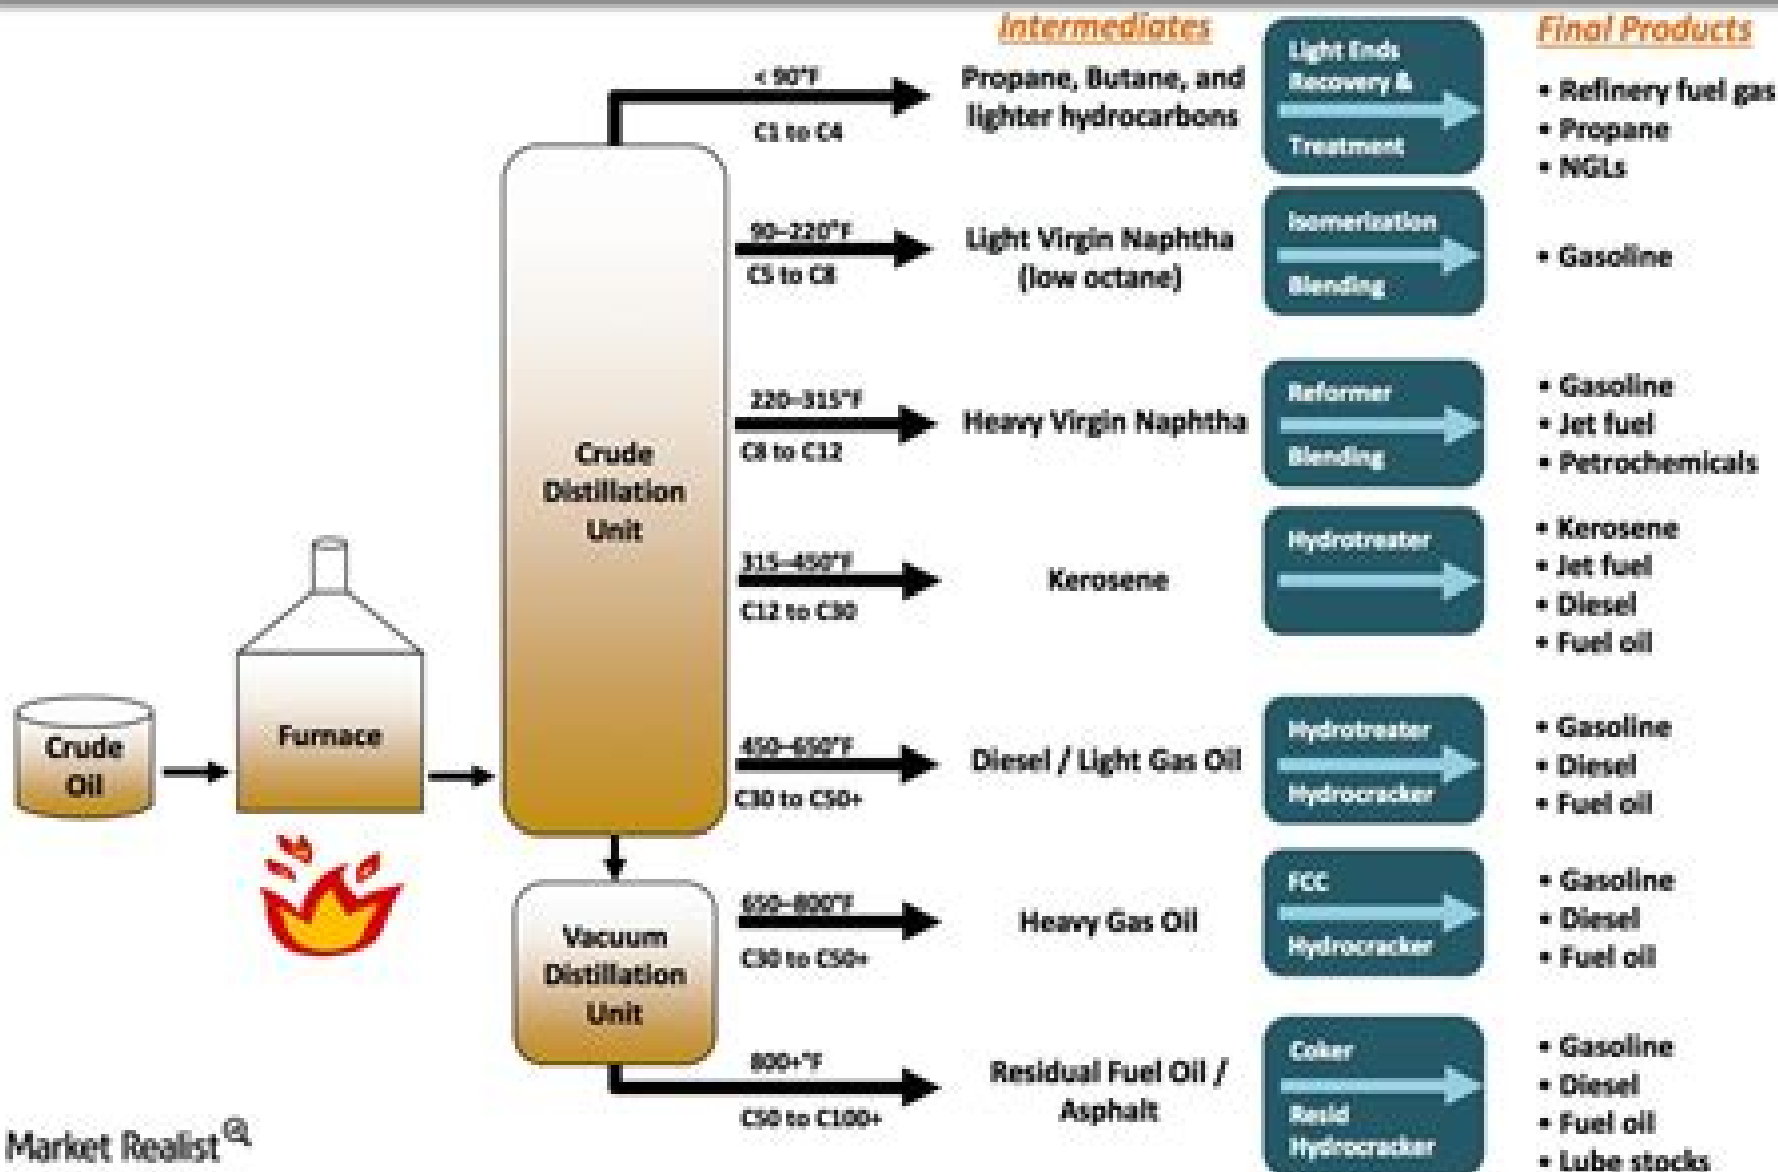 Intermediates
Final Products
< 90°F
C1 to C4
Propane, Butane, and
lighter hydrocarbons
Light Ends
Recovery &
Treatment
• Refinery fuel gas
• Propane
• NGLs
90–220°F
C5 to C8
Light Virgin Naphtha
(low octane)
Isomerization
Blending
• Gasoline
220–315°F
C8 to C12
Heavy Virgin Naphtha
Reformer
Blending
• Gasoline
• Jet fuel
• Petrochemicals
Crude
Distillation
Unit
315–450°F
C12 to C30
Kerosene
Hydrotreater
• Kerosene
• Jet fuel
• Diesel
• Fuel oil
Crude
Oil
Furnace
450–650°F
C30 to C50+
Diesel / Light Gas Oil
Hydrotreater
Hydrocracker
• Gasoline
• Diesel
• Fuel oil
Vacuum
Distillation
Unit
650–800°F
C30 to C50+
Heavy Gas Oil
FCC
Hydrocracker
• Gasoline
• Diesel
• Fuel oil
800+°F
C50 to C100+
Residual Fuel Oil /
Asphalt
Coker
Resid
Hydrocracker
• Gasoline
• Diesel
• Fuel oil
• Lube stocks
Market Realist